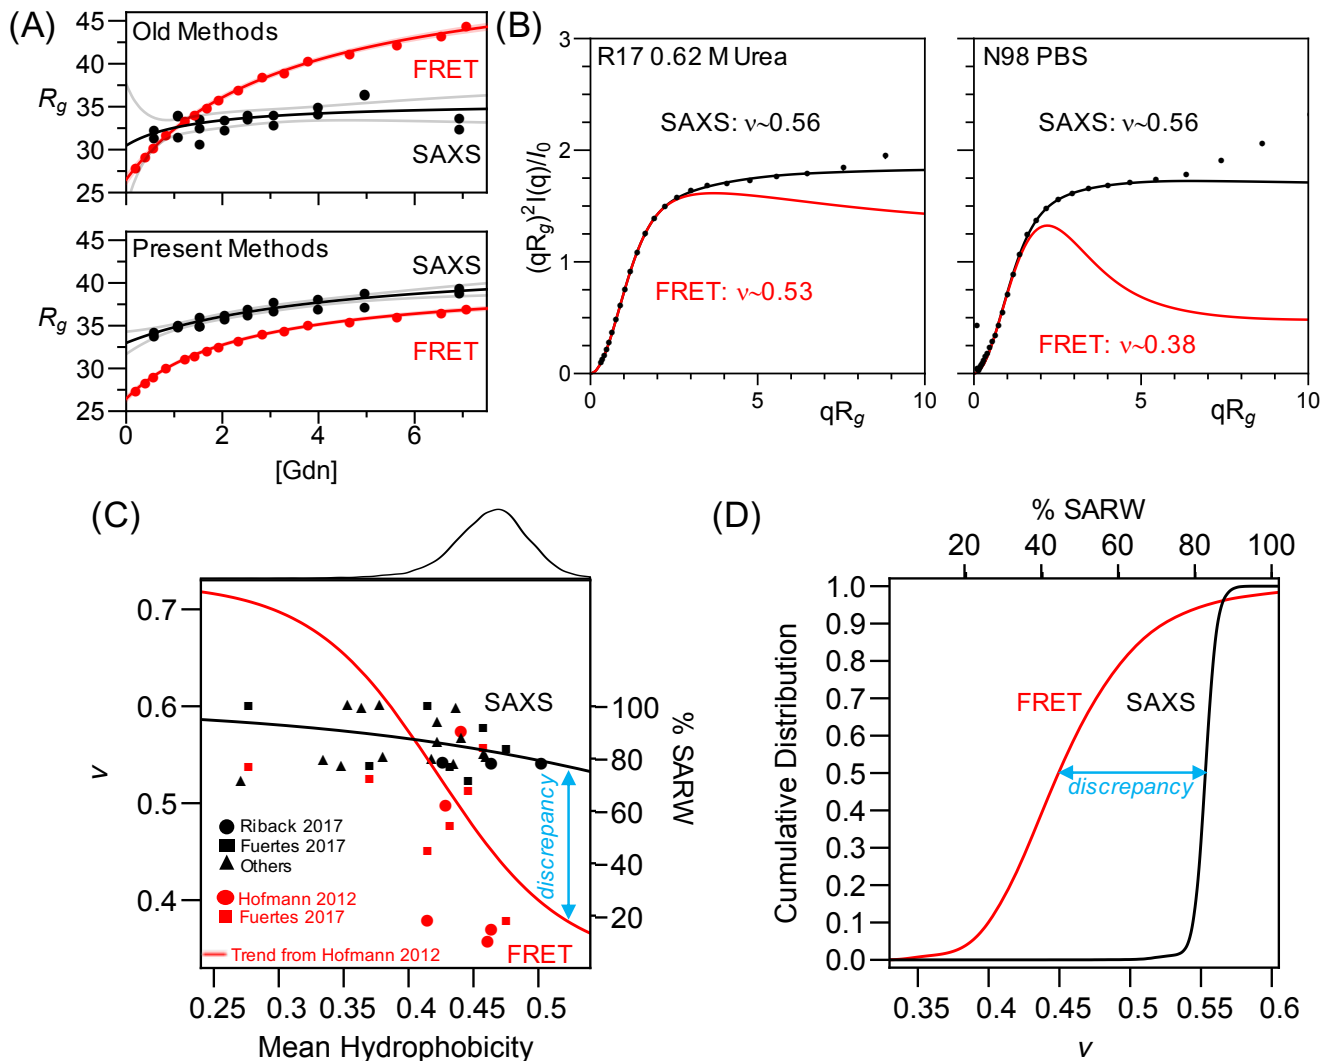 (A)
Old Methods
FRET
SAXS
Rg
45
40
35
30
25
Present Methods
SAXS
FRET
Rg
45
40
35
30
25
0
2
4
6
[Gdn]
(B)
R17 0.62 M Urea
SAXS: ν~0.56
FRET: ν~0.53
(qRg)2I(q)/I0
3
2
1
0
0
5
10
qRg
N98 PBS
SAXS: ν~0.56
FRET: ν~0.38
0
5
10
qRg
(C)
SAXS
FRET
discrepancy
Riback 2017
Fuertes 2017
Others
Hofmann 2012
Fuertes 2017
Trend from Hofmann 2012
ν
0.7
0.6
0.5
0.4
% SARW
100
80
60
40
20
0.25
0.3
0.35
0.4
0.45
0.5
Mean Hydrophobicity
(D)
% SARW
20
40
60
80
100
FRET
SAXS
discrepancy
Cumulative Distribution
1.0
0.9
0.8
0.7
0.6
0.5
0.4
0.3
0.2
0.1
0.0
0.35
0.4
0.45
0.5
0.55
0.6
ν